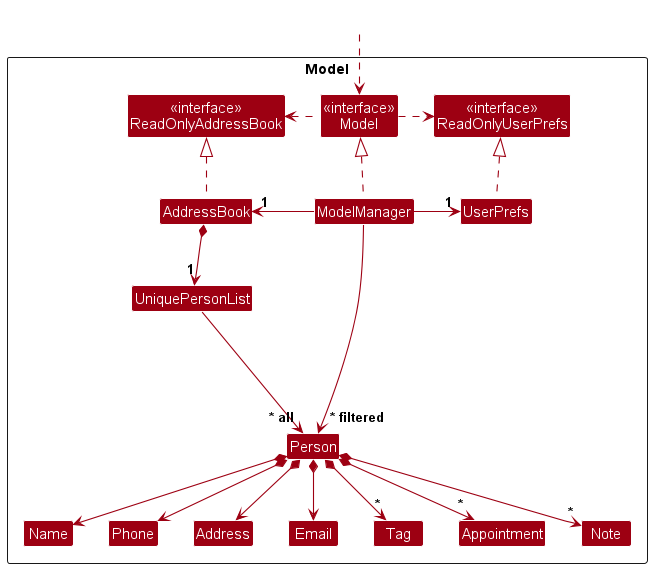 Model
«interface»
ReadOnlyAddressBook
«interface»
Model
«interface»
ReadOnlyUserPrefs
AddressBook
1
ModelManager
1
UserPrefs
1
UniquePersonList
* all
* filtered
Person
*
*
*
Name
Phone
Address
Email
Tag
Appointment
Note